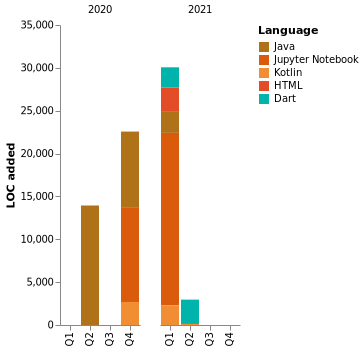 2020 2021
Language
Java
Jupyter Notebook
Kotlin
HTML
Dart
LOC added
35,000
30,000
25,000
20,000
15,000
10,000
5,000
0
Q1 Q2 Q3 Q4 Q1 Q2 Q3 Q4